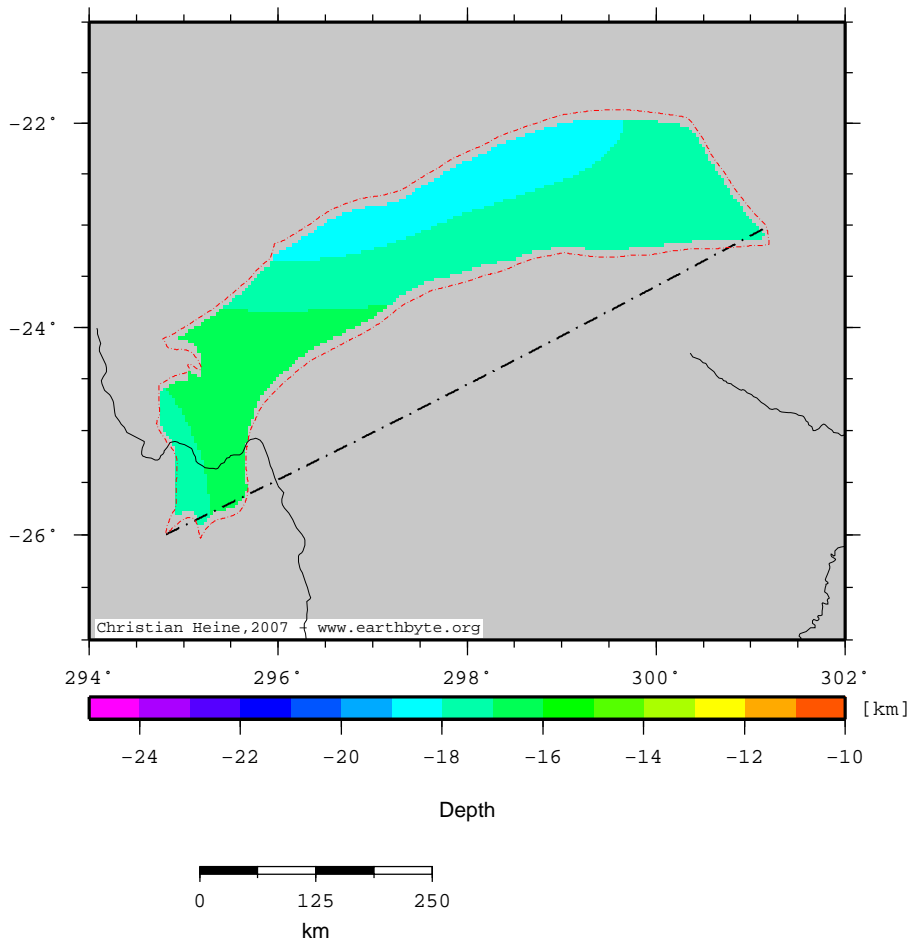 −22°
−24°
−26°
Christian Heine,2007 − www.earthbyte.org
294° 296° 298° 300° 302°
[km]
−24 −22 −20 −18 −16 −14 −12 −10
Depth
0 125 250
km